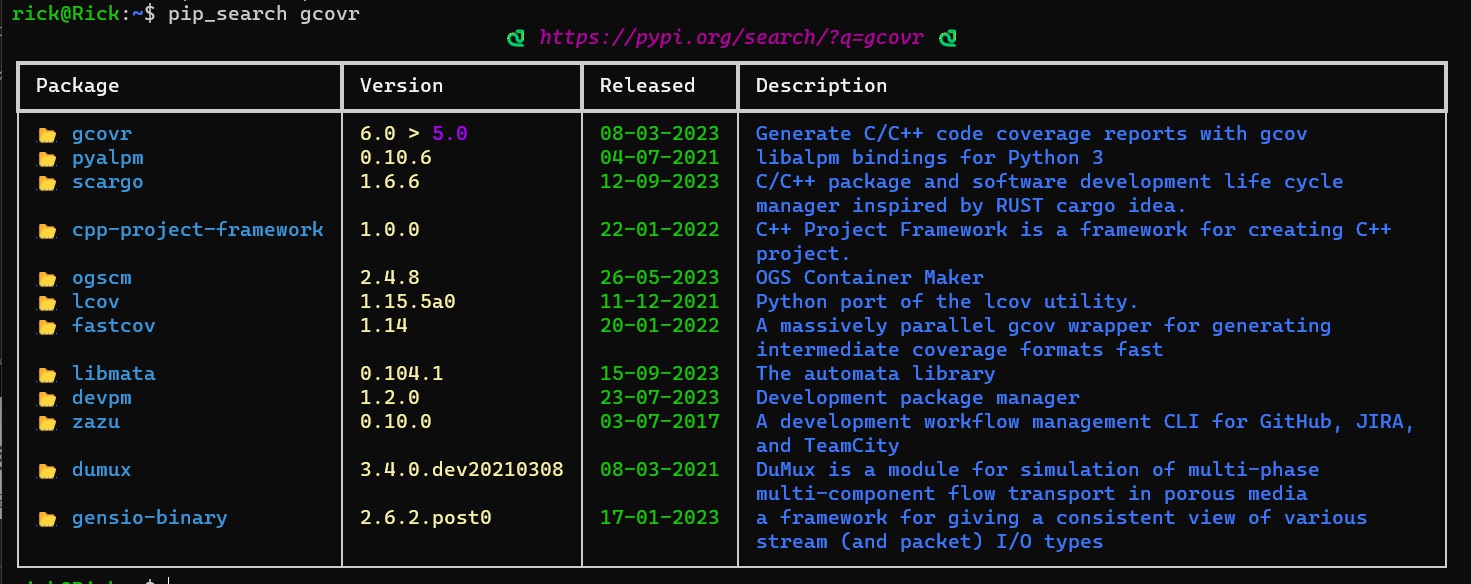 rick@Rick:~$ pip_search gcovr
https://pypi.org/search/?q=gcovr
Package Version Released Description
gcovr 6.0 > 5.0 08-03-2023 Generate C/C++ code coverage reports with gcov
pyalpm 0.10.6 04-07-2021 libalpm bindings for Python 3
scargo 1.6.6 12-09-2023 C/C++ package and software development life cycle
manager inspired by RUST cargo idea.
cpp-project-framework 1.0.0 22-01-2022 C++ Project Framework is a framework for creating C++
project.
ogscm 2.4.8 26-05-2023 OGS Container Maker
lcov 1.15.5a0 11-12-2021 Python port of the lcov utility.
fastcov 1.14 20-01-2022 A massively parallel gcov wrapper for generating
intermediate coverage formats fast
libmata 0.104.1 15-09-2023 The automata library
devpm 1.2.0 23-07-2023 Development package manager
zazu 0.10.0 03-07-2017 A development workflow management CLI for GitHub, JIRA,
and TeamCity
dumux 3.4.0.dev20210308 08-03-2021 DuMux is a module for simulation of multi-phase
multi-component flow transport in porous media
gensio-binary 2.6.2.post0 17-01-2023 a framework for giving a consistent view of various
stream (and packet) I/O types